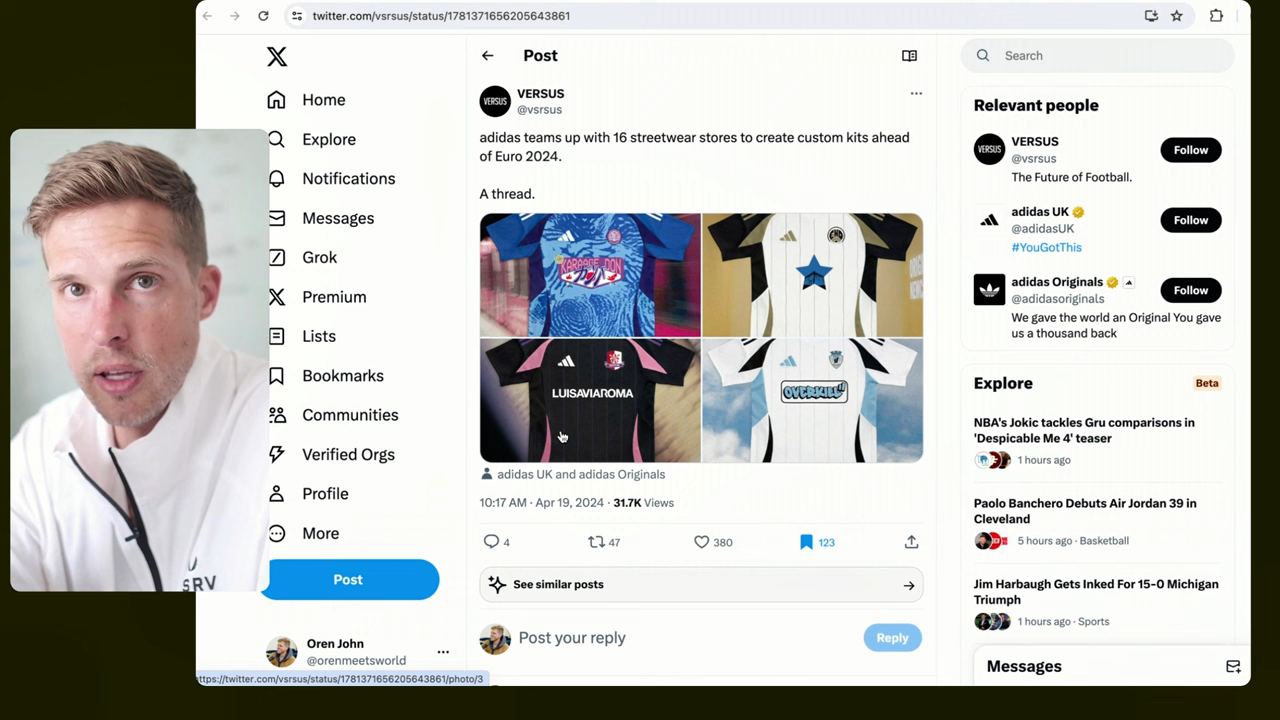 twitter.com/vsrsus/status/1781371656205643861
Home
Explore
Notifications
Messages
Grok
Premium
Lists
Bookmarks
Communities
Verified Orgs
Profile
More
Post
Oren John
@orenmeetsworld
https://twitter.com/vsrsus/status/1781371656205643861/photo/3
SRV
Post
VERSUS
VERSUS
@vsrsus
adidas teams up with 16 streetwear stores to create custom kits ahead
of Euro 2024.
A thread.
KARAAGE DON
LUISAVIAROMA
OVERKILL
adidas UK and adidas Originals
10:17 AM · Apr 19, 2024 · 31.7K Views
4
47
380
123
See similar posts
Post your reply
Reply
Search
Relevant people
VERSUS
VERSUS
@vsrsus
Follow
The Future of Football.
adidas UK
@adidasUK
Follow
#YouGotThis
adidas Originals
@adidasoriginals
Follow
We gave the world an Original You gave
us a thousand back
Explore
Beta
NBA's Jokic tackles Gru comparisons in
'Despicable Me 4' teaser
1 hours ago
Paolo Banchero Debuts Air Jordan 39 in
Cleveland
5 hours ago · Basketball
Jim Harbaugh Gets Inked For 15-0 Michigan
Triumph
1 hours ago · Sports
Messages